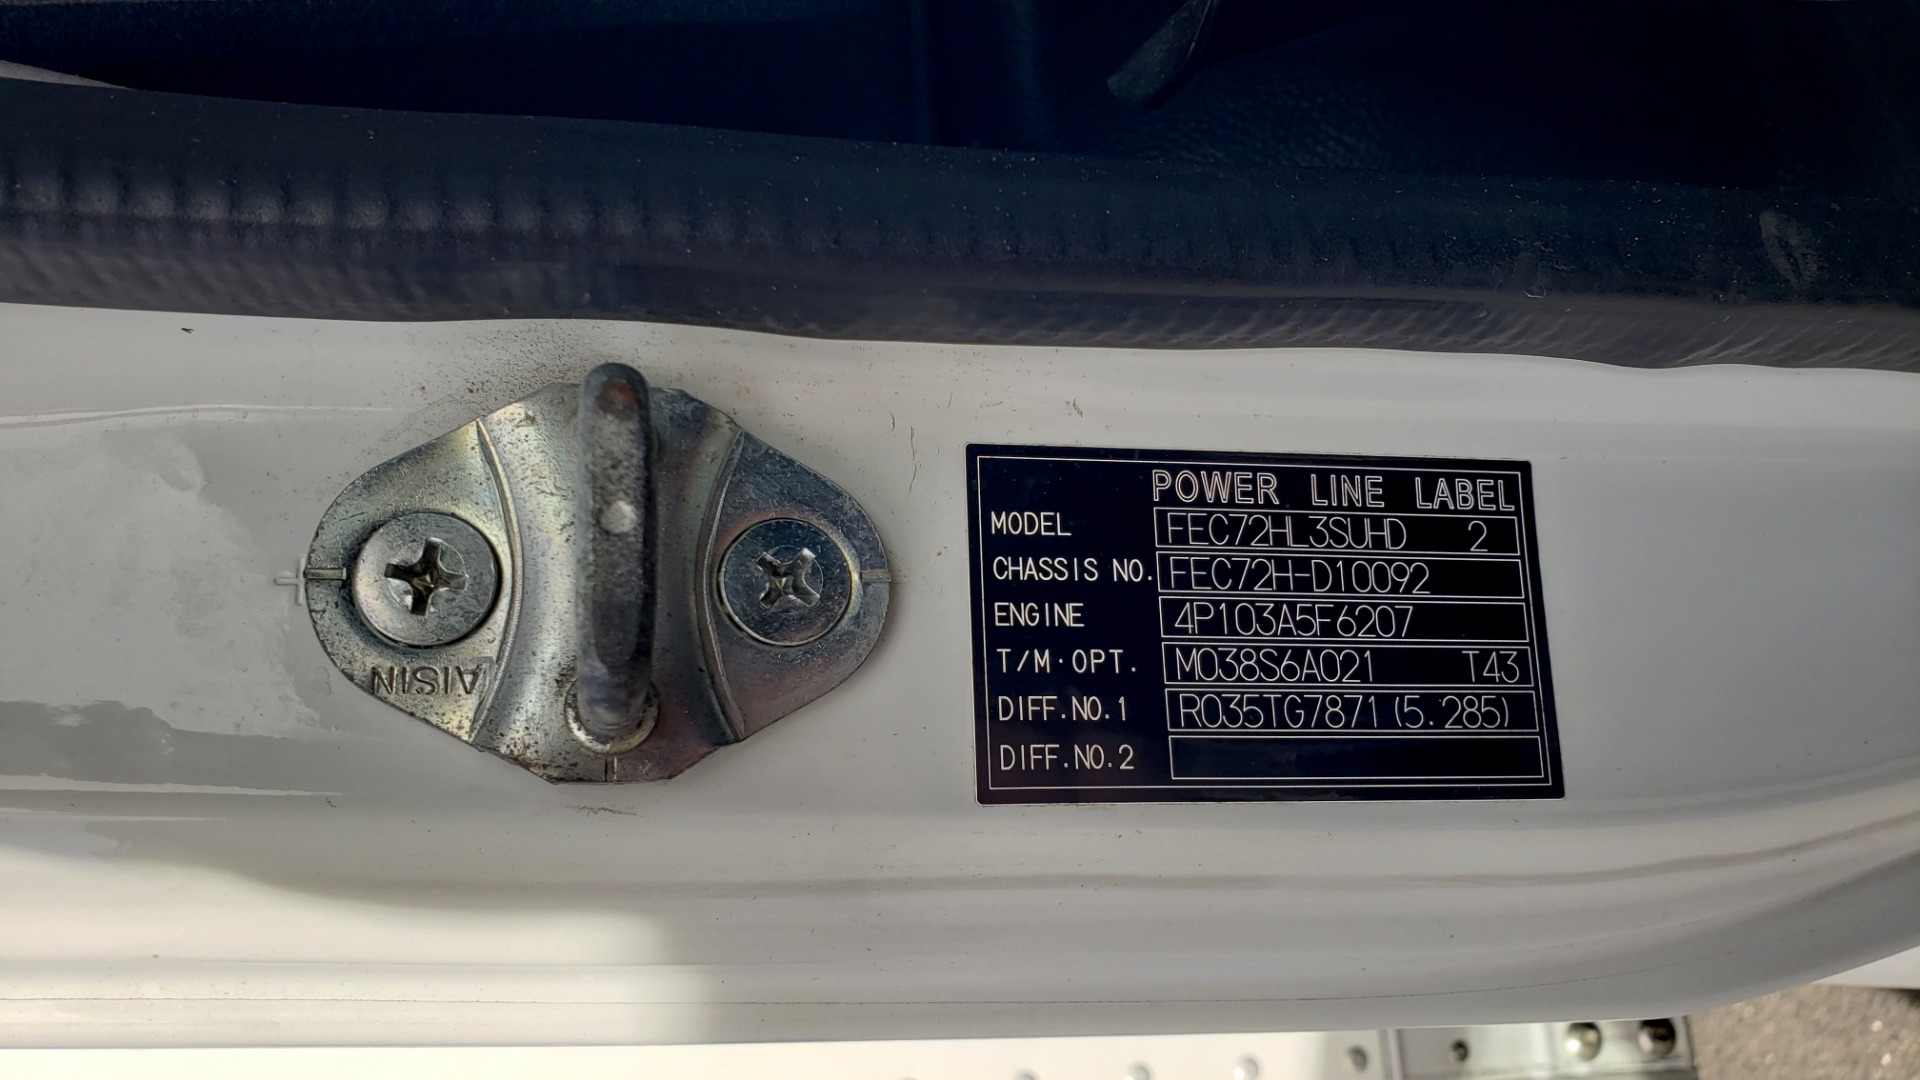 POWER LINE LABEL
MODEL FEC72HL3SUHD 2
CHASSIS NO. FEC72H-D10092
ENGINE 4P103A5F6207
T/M·OPT. M038S6A021 T43
DIFF.NO.1 R035TG7871 (5.285)
DIFF.NO.2
AISIN